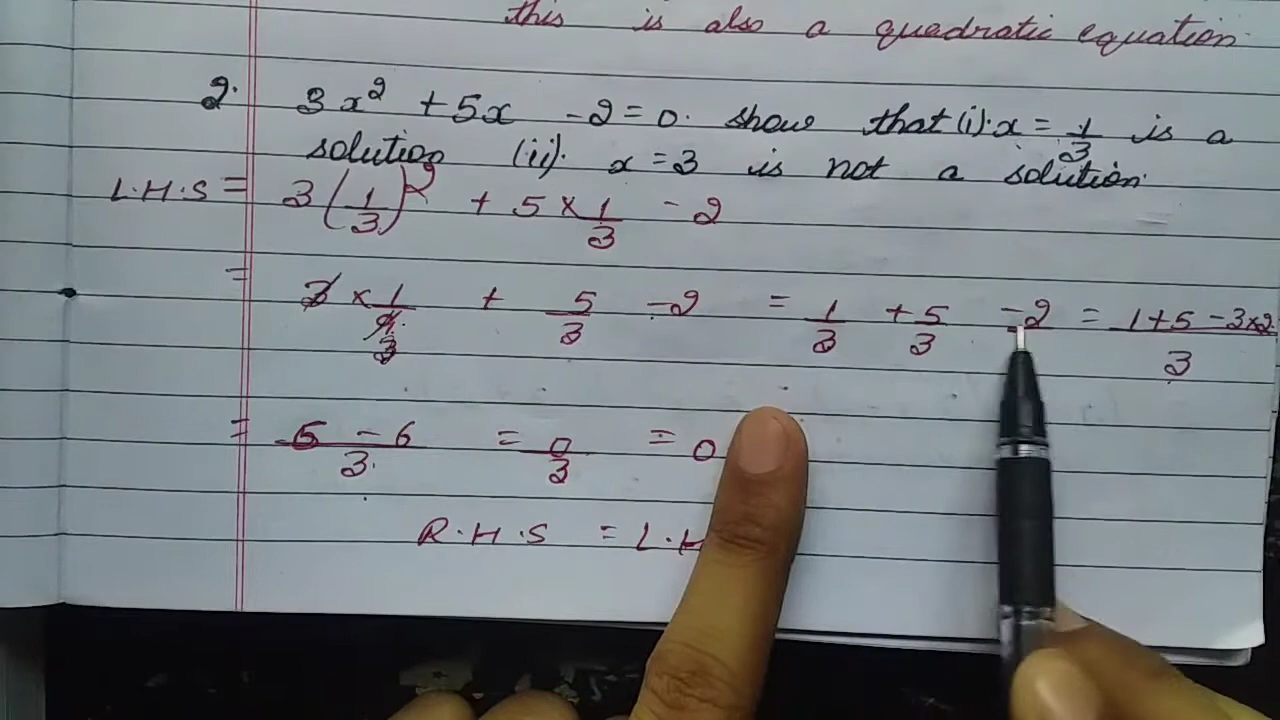 this is also a quadratic equation.
2. 3x² + 5x - 2 = 0. show that (i). x = 1/3 is a
solution (ii). x = 3 is not a solution.
L.H.S = 3(1/3)² + 5 × 1/3 - 2
= 3 × 1/9 3 + 5/3 - 2 = 1/3 + 5/3 - 2 = 1+5-3×2/3
= 6 - 6/3 = 0/3 = 0
R.H.S = L.H